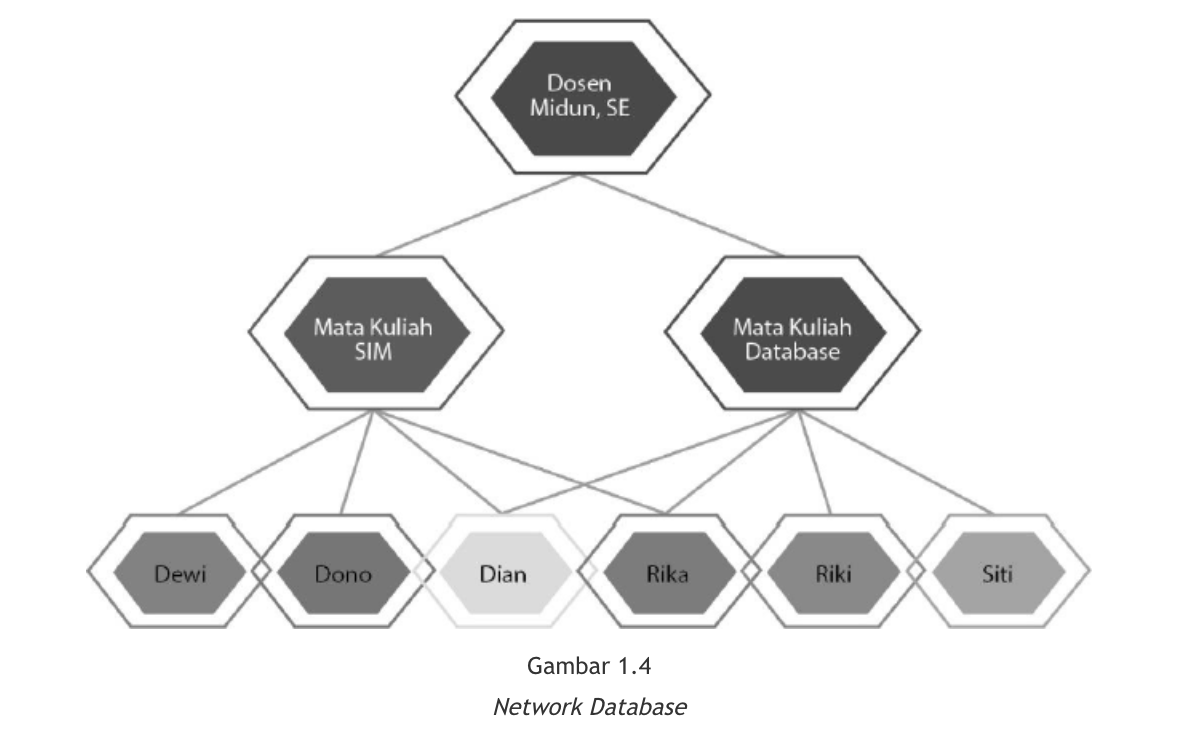 Dosen
Midun, SE
Mata Kuliah
SIM
Mata Kuliah
Database
Dewi
Dono
Dian
Rika
Riki
Siti
Gambar 1.4
Network Database